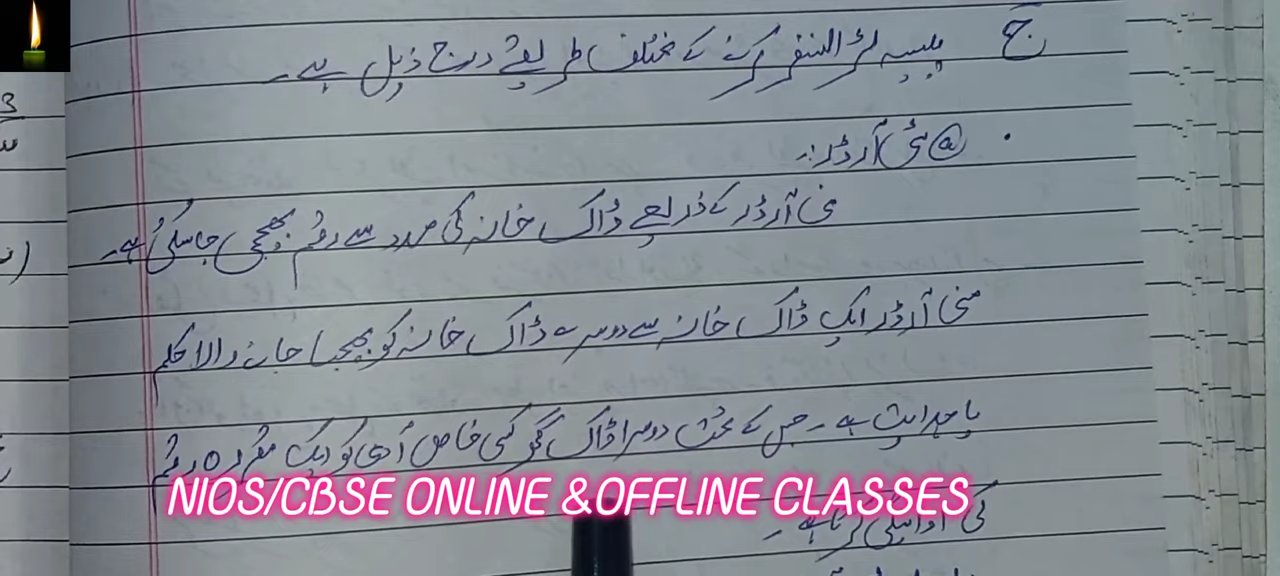 ج پیسہ ٹرانسفر کرنے کے مختلف طریقے درج ذیل ہے۔
• @ منی آرڈر:۔
منی آرڈر کے ذریعے ڈاک خانہ کی مدد سے رقم بھیجی جاسکتی ہے۔
منی آرڈر ایک ڈاک خانہ سے دوسرے ڈاک خانہ کو بھیجا جانے والا حکم
یا ہدایت ہے۔ جس کے تحت دوسرا ڈاک گھر کسی خاص آدمی کو ایک مقررہ رقم
کی ادائیگی کرتا ہے۔
NIOS/CBSE ONLINE &OFFLINE CLASSES